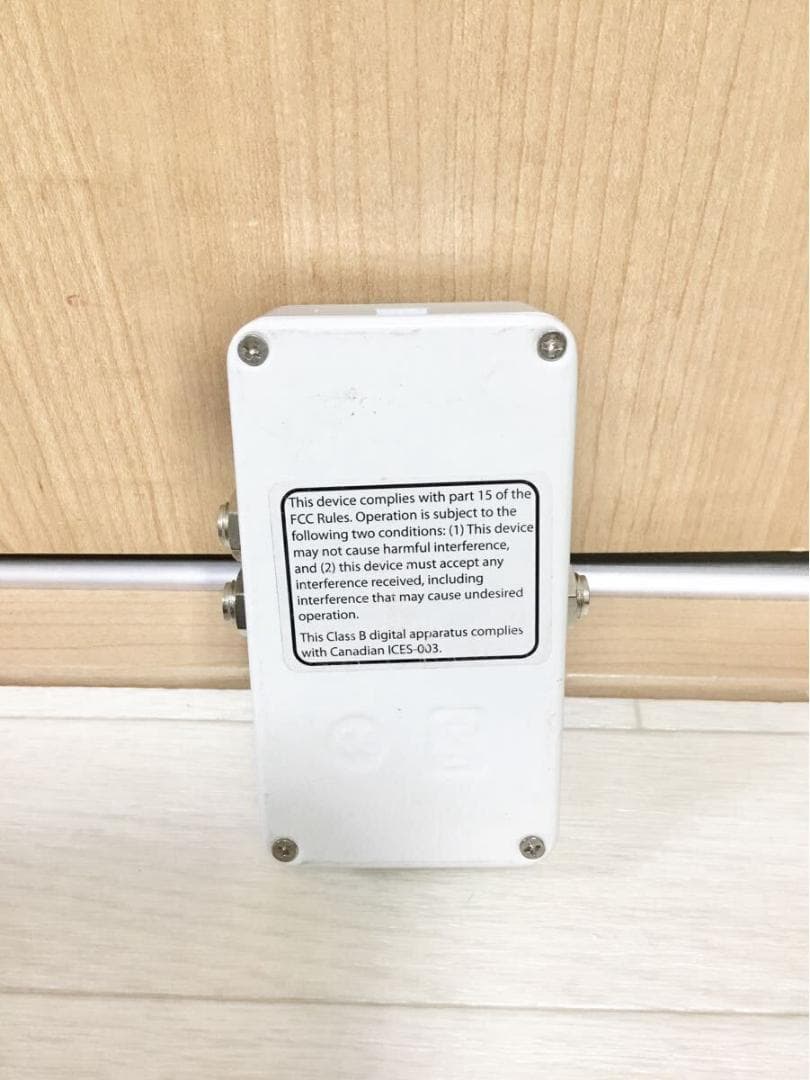 This device complies with part 15 of the
FCC Rules. Operation is subject to the
following two conditions: (1) This device
may not cause harmful interference,
and (2) this device must accept any
interference received, including
interference that may cause undesired
operation.
This Class B digital apparatus complies
with Canadian ICES-003.